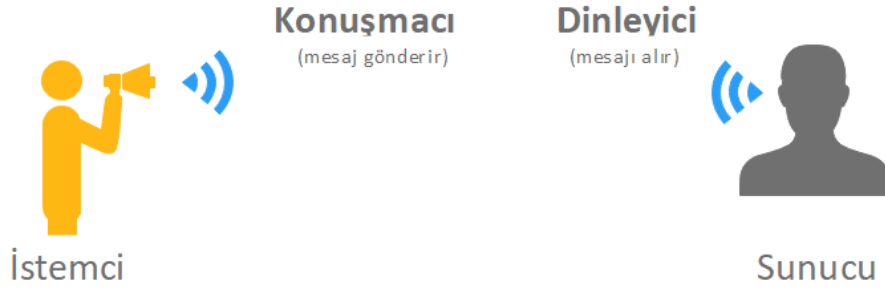 Konuşmacı
(mesaj gönderir)
Dinleyici
(mesajı alır)
İstemci
Sunucu